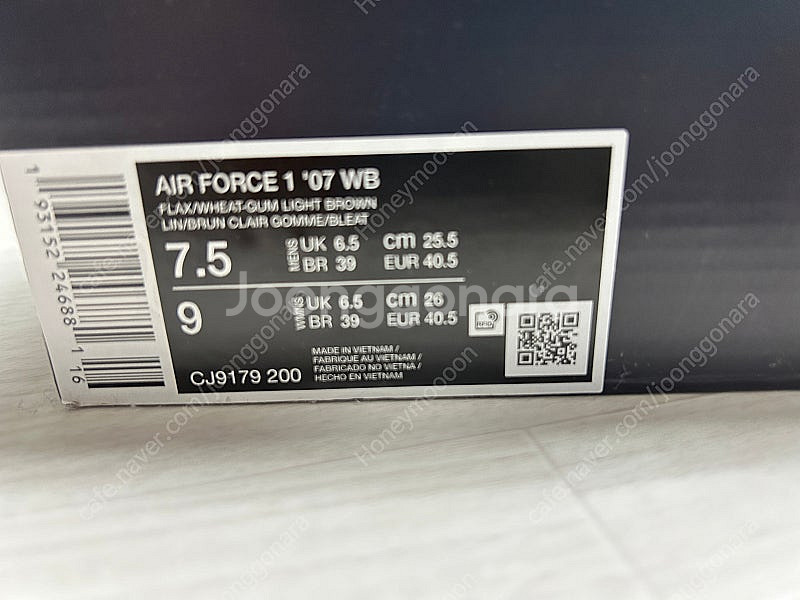 AIR FORCE 1 '07 WB
FLAX/WHEAT-GUM LIGHT BROWN
LIN/BRUN CLAIR GOMME/BLEAT
7.5 MENS UK 6.5 cm 25.5
BR 39 EUR 40.5
9 WMNS UK 6.5 cm 26
BR 39 EUR 40.5
RFID
MADE IN VIETNAM /
FABRIQUE AU VIETNAM /
FABRICADO NO VIETNA /
HECHO EN VIETNAM
CJ9179 200
1 93152 24688 1 16
Joonggonara
cafe.naver.com/joonggonara
Honeymoooon